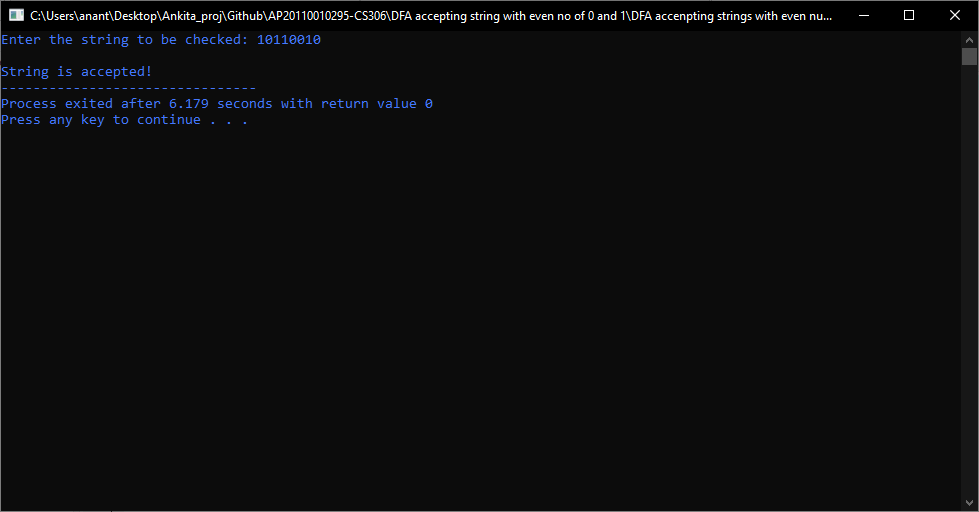 C:\Users\anant\Desktop\Ankita_proj\Github\AP20110010295-CS306\DFA accepting string with even no of 0 and 1\DFA accenpting strings with even nu...
Enter the string to be checked: 10110010
String is accepted!
--------------------------------
Process exited after 6.179 seconds with return value 0
Press any key to continue . . .